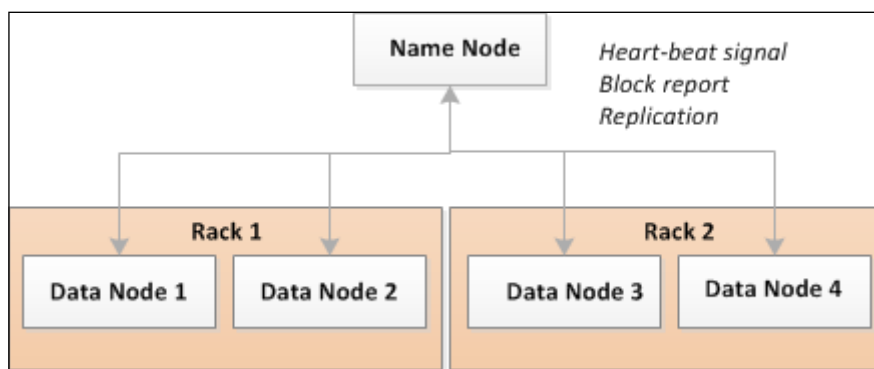 Name Node
Heart-beat signal
Block report
Replication
Rack 1
Rack 2
Data Node 1
Data Node 2
Data Node 3
Data Node 4